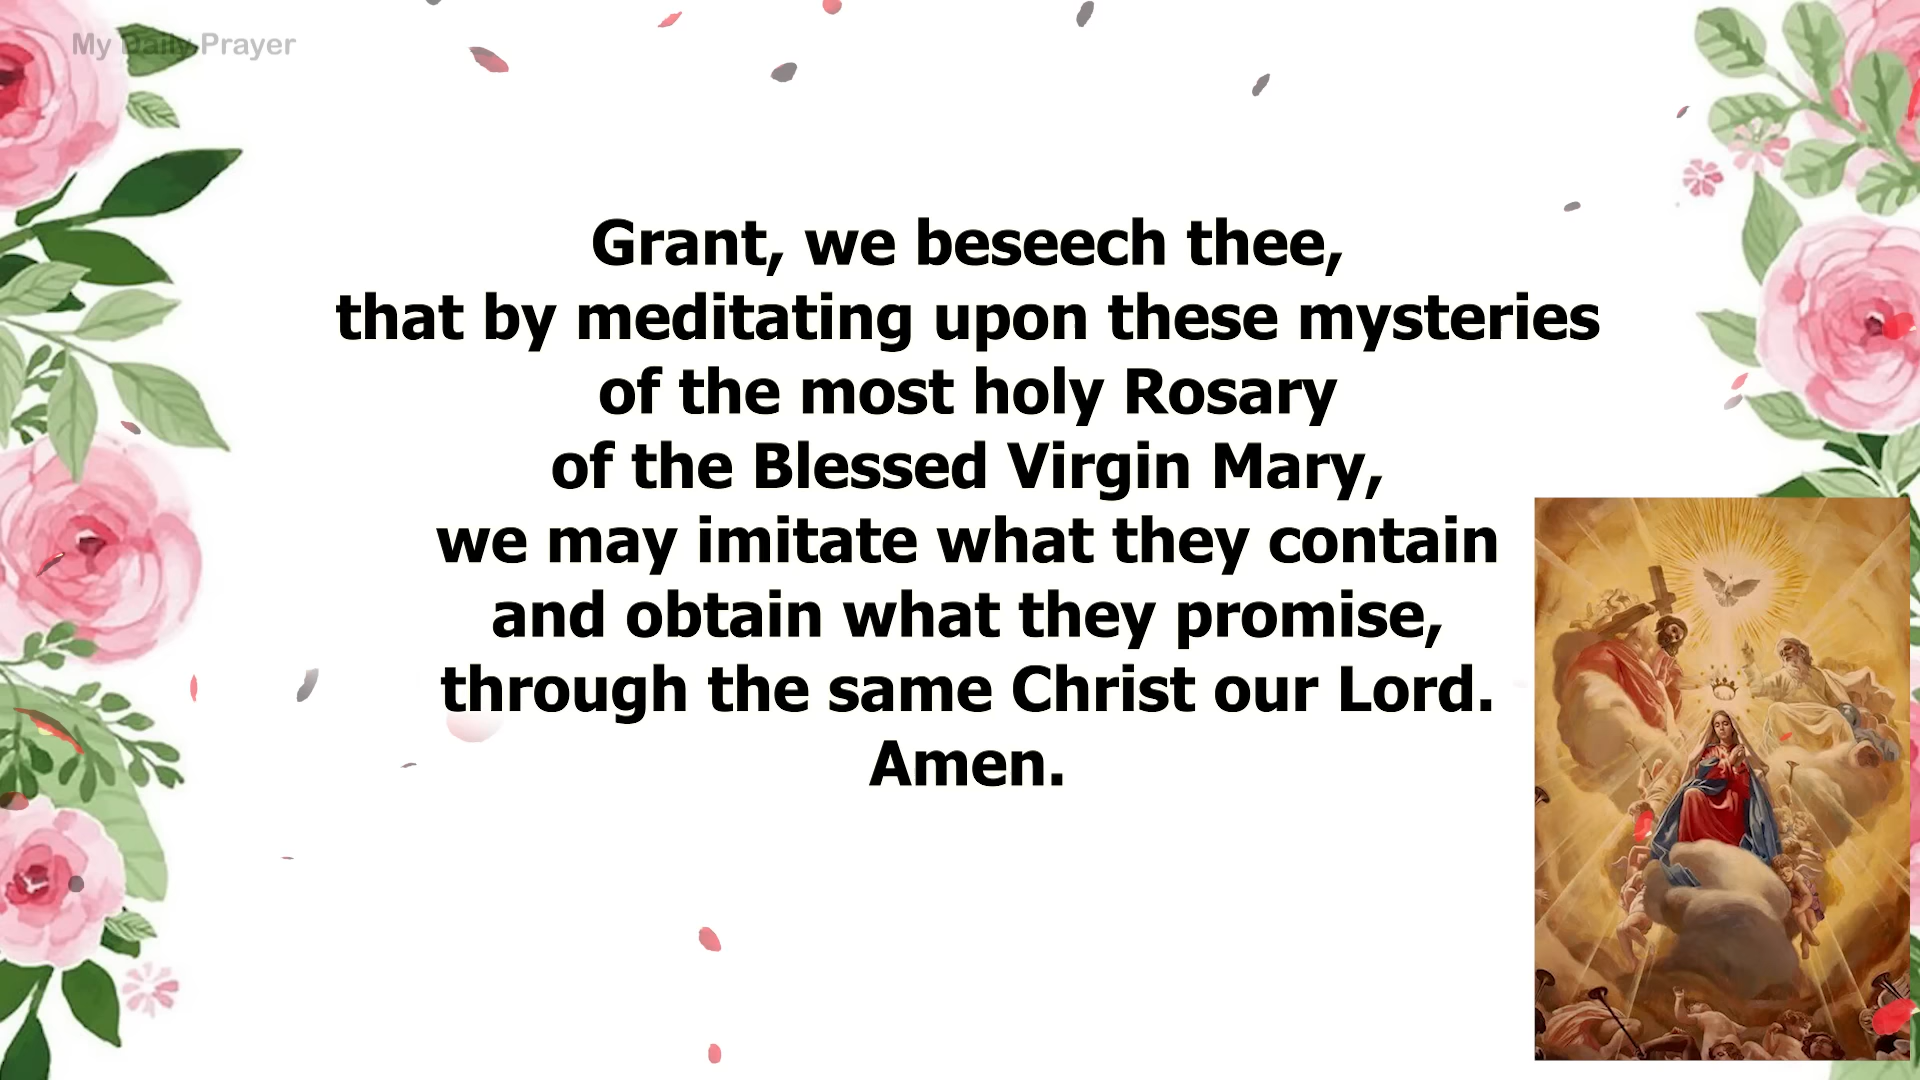 My Daily Prayer
Grant, we beseech thee,
that by meditating upon these mysteries
of the most holy Rosary
of the Blessed Virgin Mary,
we may imitate what they contain
and obtain what they promise,
through the same Christ our Lord.
Amen.